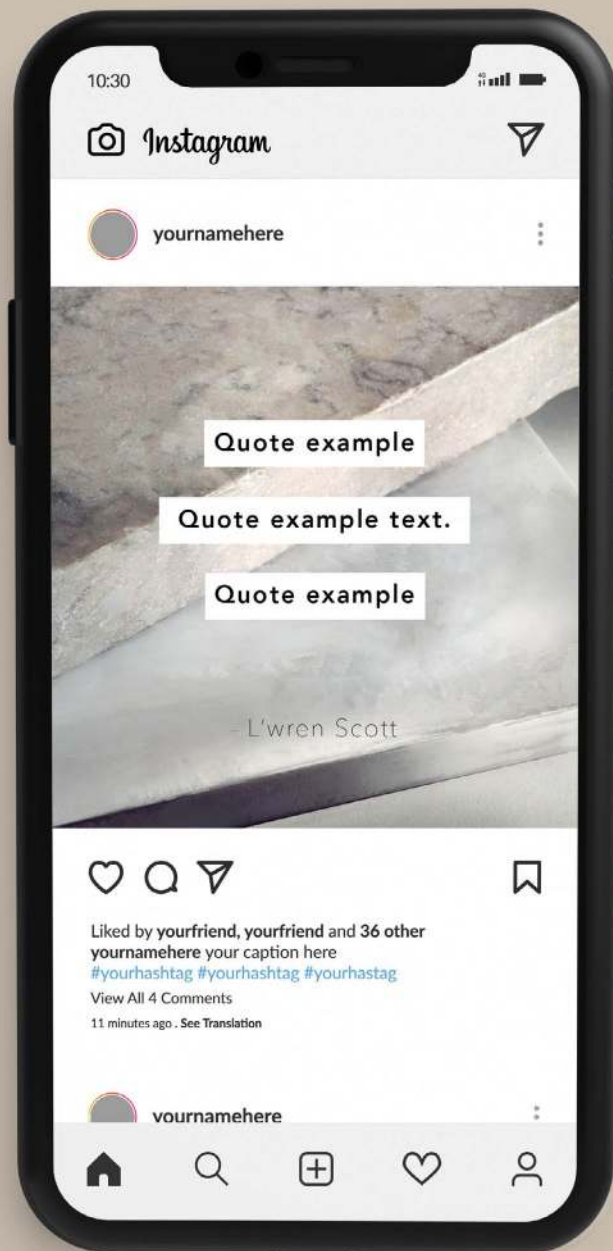 10:30
4G
Instagram
yournamehere
Quote example
Quote example text.
Quote example
- L'wren Scott
Liked by yourfriend, yourfriend and 36 other
yournamehere your caption here
#yourhashtag #yourhashtag #yourhastag
View All 4 Comments
11 minutes ago . See Translation
yournamehere